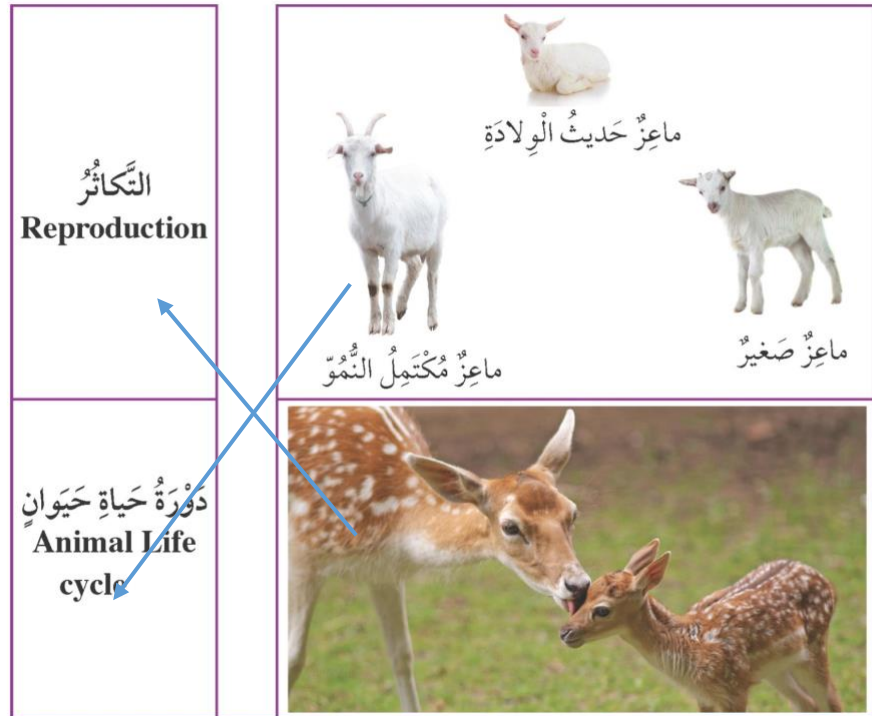 التَّكاثُرُ
Reproduction
ماعِزٌ حَديثُ الْوِلادَةِ
ماعِزٌ صَغيرٌ
ماعِزٌ مُكْتَمِلُ النُّمُوّ
دَوْرَةُ حَياةِ حَيَوانٍ
Animal Life
cycle